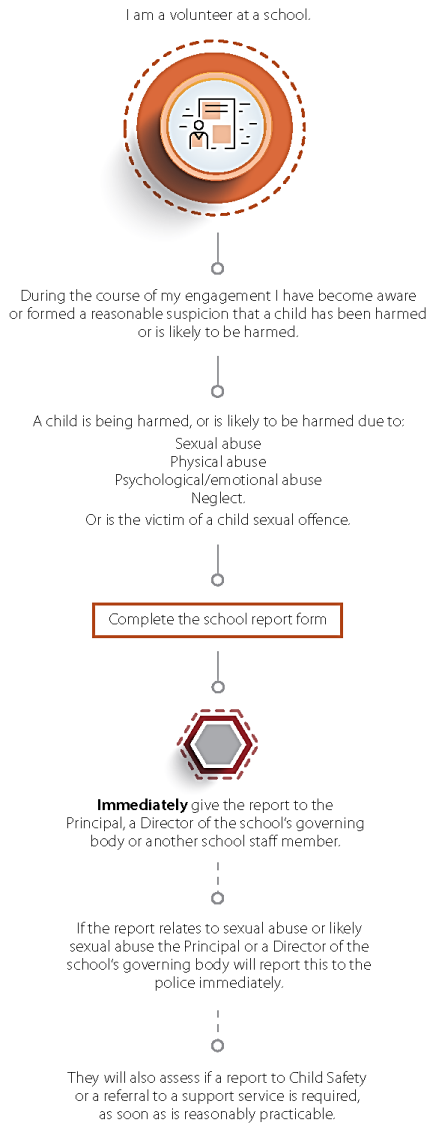 I am a volunteer at a school.
During the course of my engagement I have become aware
or formed a reasonable suspicion that a child has been harmed
or is likely to be harmed.
A child is being harmed, or is likely to be harmed due to:
Sexual abuse
Physical abuse
Psychological/emotional abuse
Neglect.
Or is the victim of a child sexual offence.
Complete the school report form
Immediately give the report to the
Principal, a Director of the school's governing
body or another school staff member.
If the report relates to sexual abuse or likely
sexual abuse the Principal or a Director of the
school's governing body will report this to the
police immediately.
They will also assess if a report to Child Safety
or a referral to a support service is required,
as soon as is reasonably practicable.